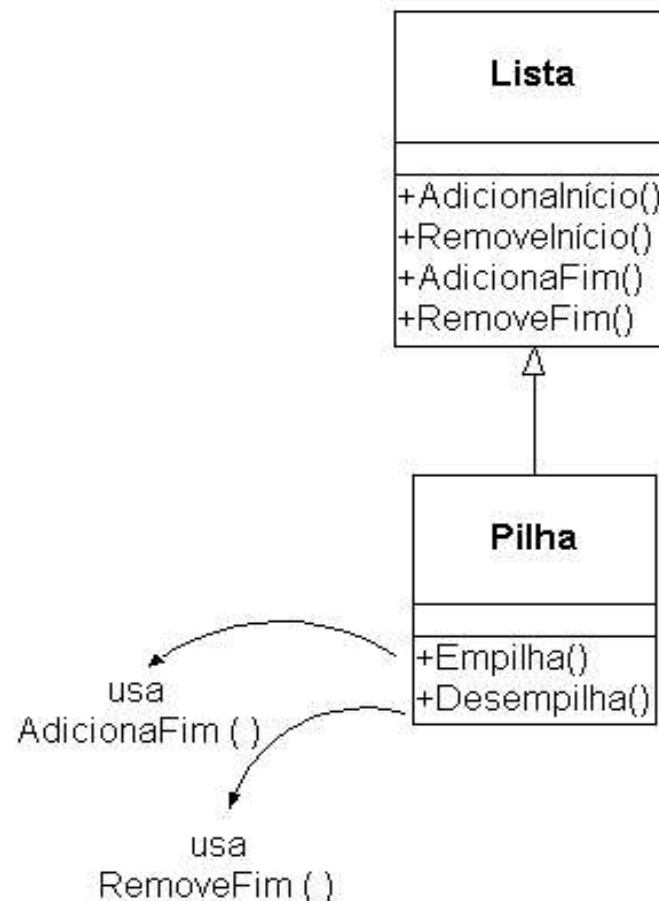 Lista
+AdicionaInício()
+RemoveInício()
+AdicionaFim()
+RemoveFim()
Pilha
+Empilha()
+Desempilha()
usa
AdicionaFim ( )
usa
RemoveFim ( )